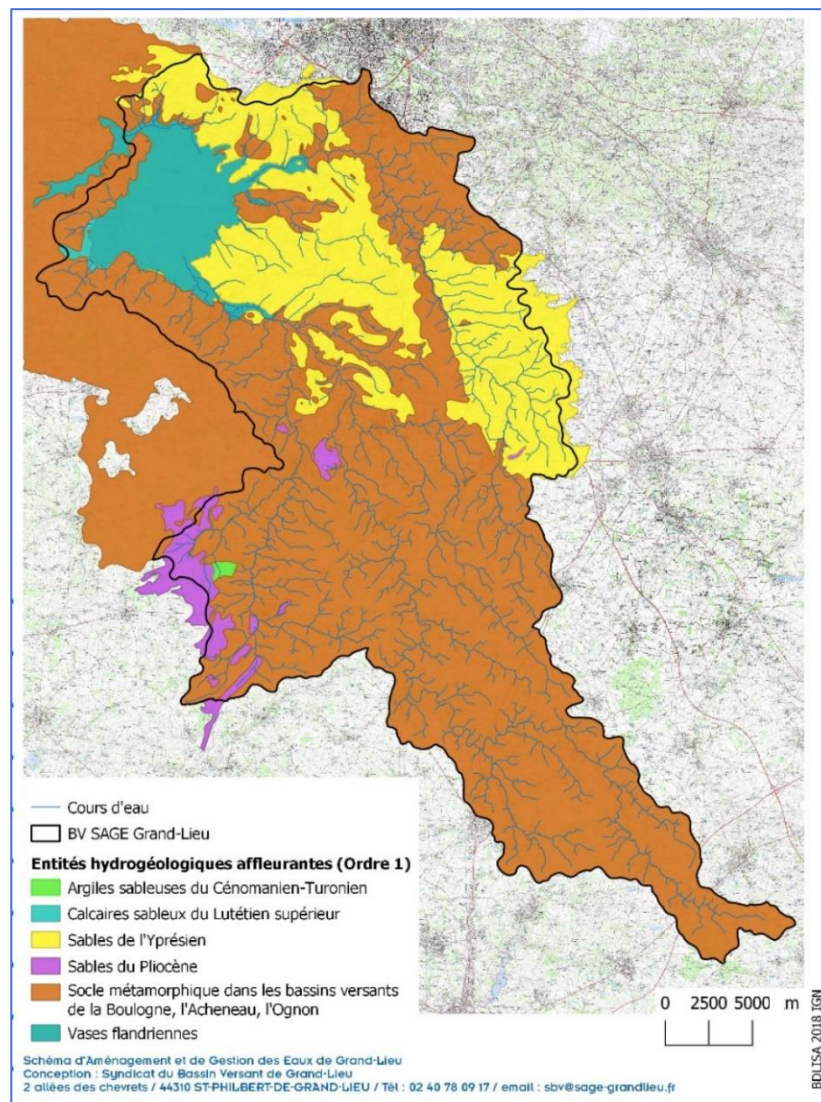 Cours d'eau
BV SAGE Grand-Lieu
Entités hydrogéologiques affleurantes (Ordre 1)
Argiles sableuses du Cénomanien-Turonien
Calcaires sableux du Lutétien supérieur
Sables de l'Yprésien
Sables du Pliocène
Socle métamorphique dans les bassins versants
de la Boulogne, l'Acheneau, l'Ognon
Vases flandriennes
0 2500 5000 m
BDLISA 2018 IGN
Schéma d'Aménagement et de Gestion des Eaux de Grand-Lieu
Conception : Syndicat du Bassin Versant de Grand-Lieu
2 allées des chevrets / 44310 ST-PHILBERT-DE-GRAND-LIEU / Tél : 02 40 78 09 17 / email : sbv@sage-grandlieu.fr